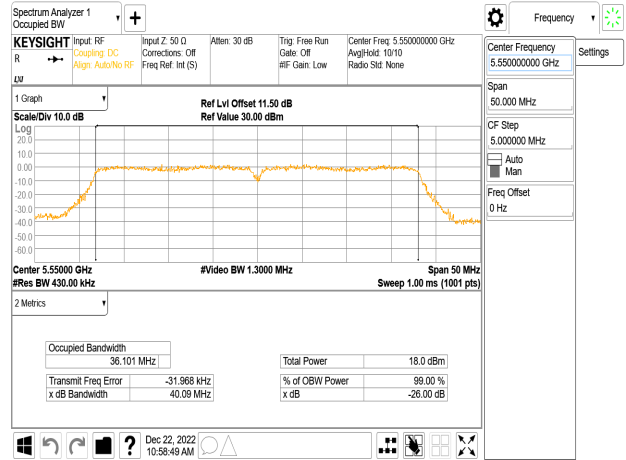 Spectrum Analyzer 1
Occupied BW
Frequency
KEYSIGHT
R
LXI
Input: RF
Coupling: DC
Align: Auto/No RF
Input Z: 50 Ω
Corrections: Off
Freq Ref: Int (S)
Atten: 30 dB
Trig: Free Run
Gate: Off
#IF Gain: Low
Center Freq: 5.550000000 GHz
Avg|Hold: 10/10
Radio Std: None
Center Frequency
5.550000000 GHz
Settings
Span
50.000 MHz
CF Step
5.000000 MHz
Auto
Man
Freq Offset
0 Hz
1 Graph
Scale/Div 10.0 dB
Ref Lvl Offset 11.50 dB
Ref Value 30.00 dBm
Log
20.0
10.0
0.00
-10.0
-20.0
-30.0
-40.0
-50.0
-60.0
Center 5.55000 GHz
#Video BW 1.3000 MHz
Span 50 MHz
#Res BW 430.00 kHz
Sweep 1.00 ms (1001 pts)
2 Metrics
Occupied Bandwidth
36.101 MHz
Total Power 18.0 dBm
Transmit Freq Error -31.968 kHz
% of OBW Power 99.00 %
x dB Bandwidth 40.09 MHz
x dB -26.00 dB
?
Dec 22, 2022
10:58:49 AM